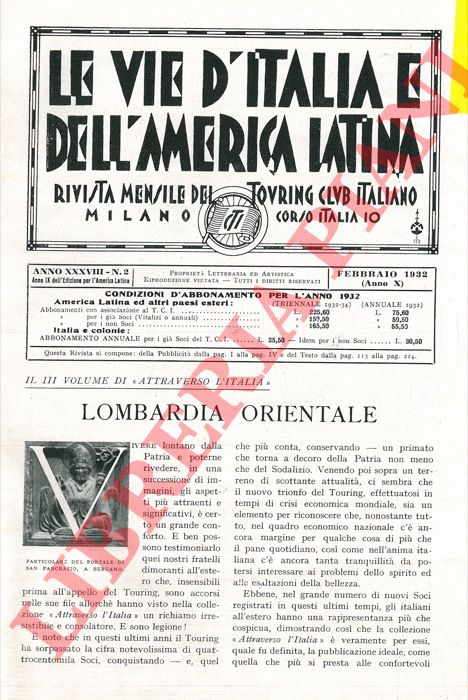 LE VIE D'ITALIA E
DELL'AMERICA LATINA
RIVISTA MENSILE DEL TOVRING CLVB ITALIANO
MILANO CORSO ITALIA 10
CTI
ANNO XXXVIII - N. 2
Anno IX dell'Edizione per l'America Latina
PROPRIETÀ LETTERARIA ED ARTISTICA
RIPRODUZIONE VIETATA — TUTTI I DIRITTI RISERVATI
FEBBRAIO 1932
(Anno X)
CONDIZIONI D'ABBONAMENTO PER L'ANNO 1932
America Latina ed altri paesi esteri: (TRIENNALE 1932-34) (ANNUALE 1932)
Abbonamenti con associazione al T. C. I. L. 225,60 L. 75,60
» per i già Soci (Vitalizi o annuali) » 159,50 » 59,50
» per i non Soci » 165,50 » 55,50
Italia e colonie:
ABBONAMENTO ANNUALE per i già Soci del T. C. I. L. 25,50 Idem per i non Soci L. 30,50
Questa Rivista si compone: della Pubblicità dalla pag. I alla pag. IV e del Testo dalla pag. 113 alla pag. 224.
IL III VOLUME DI «ATTRAVERSO L'ITALIA»
LOMBARDIA ORIENTALE
VIVERE lontano dalla
Patria e poterne
rivedere, in una
successione di im-
magini, gli aspet-
ti più attraenti e
significativi, è cer-
to un grande con-
forto. E ben pos-
sono testimoniarlo
quei nostri fratelli
dimoranti all'este-
ro che, insensibili
PARTICOLARE DEL PORTALE DI
SAN PANCRAZIO, A BERGAMO.
prima all'appello del Touring, sono accorsi
nelle sue file allorchè hanno visto nella colle-
zione «Attraverso l'Italia» un richiamo irre-
sistibile e consolatore. E sono legione!
È noto che in questi ultimi anni il Touring
ha sorpassato la cifra notevolissima di quat-
trocentomila Soci, conquistando — e, quel
che più conta, conservando — un primato
che torna a decoro della Patria non meno
che del Sodalizio. Venendo poi sopra un ter-
reno di scottante attualità, ci sembra che
il nuovo trionfo del Touring, effettuatosi in
tempi di crisi economica mondiale, sia un
elemento per riconoscere che, nonostante tut-
to, nel quadro economico nazionale c'è an-
cora margine per qualche cosa di più che
il pane quotidiano, così come nell'anima ita-
liana c'è ancora tanta tranquillità da po-
tersi interesare ai problemi dello spirito ed
alle esaltazioni della bellezza.
Ebbene, nel grande numero di nuovi Soci
registrati in questi ultimi tempi, gli italiani
all'estero hanno una rappresentanza più che
cospicua, dimostrando così che la collezione
«Attraverso l'Italia» è veramente per essi,
quale fu definita, la pubblicazione ideale, come
quella che più si presta alle confortevoli
LIBRERIA PIANI
LIBRERIA PIANI